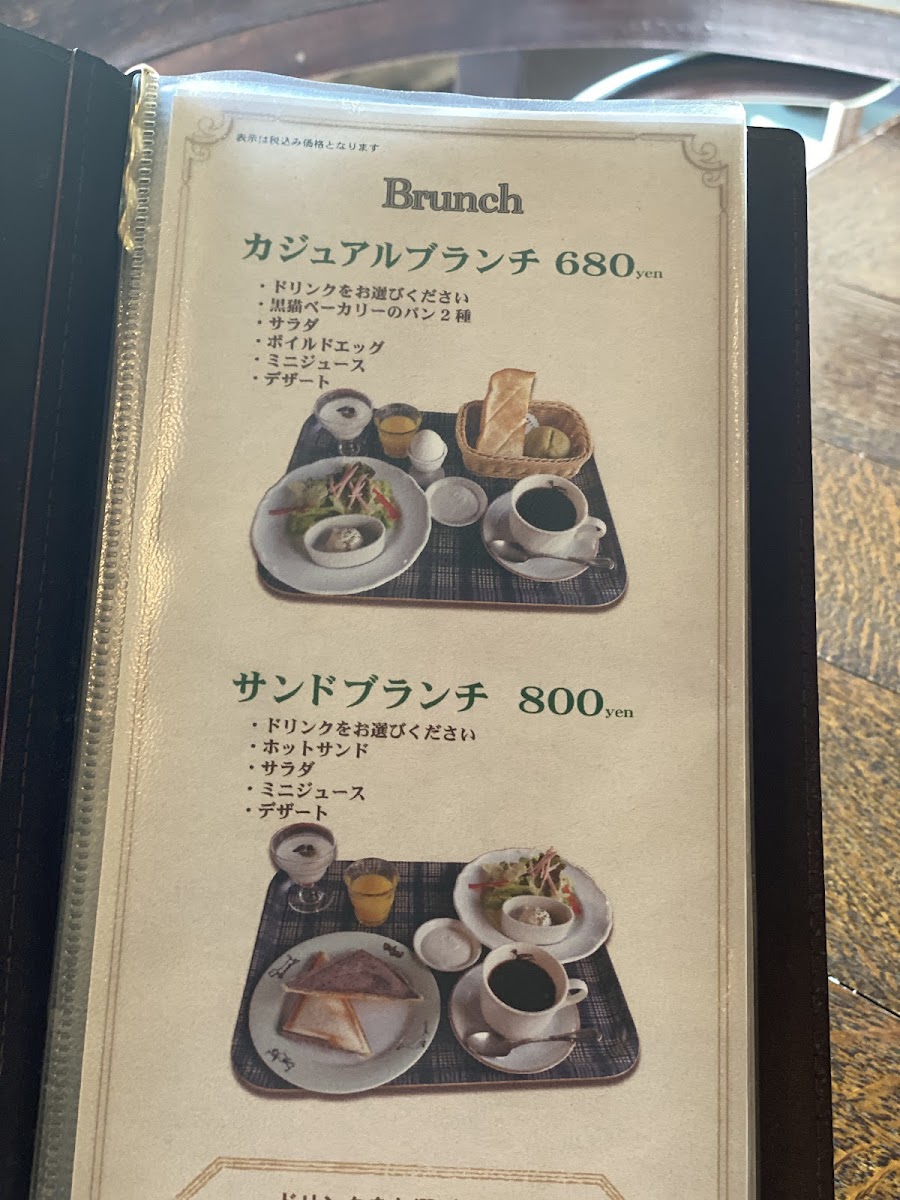 表示は税込み価格となります
Brunch
カジュアルブランチ 680yen
・ドリンクをお選びください
・黒猫ベーカリーのパン2種
・サラダ
・ボイルドエッグ
・ミニジュース
・デザート
サンドブランチ 800yen
・ドリンクをお選びください
・ホットサンド
・サラダ
・ミニジュース
・デザート